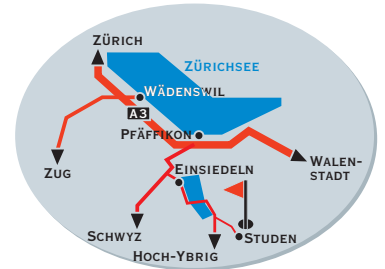 ZÜRICH
ZÜRICHSEE
WÄDENSWIL
A3
PFÄFFIKON
WALEN-
STADT
ZUG
EINSIEDELN
SCHWYZ
STUDEN
HOCH-YBRIG